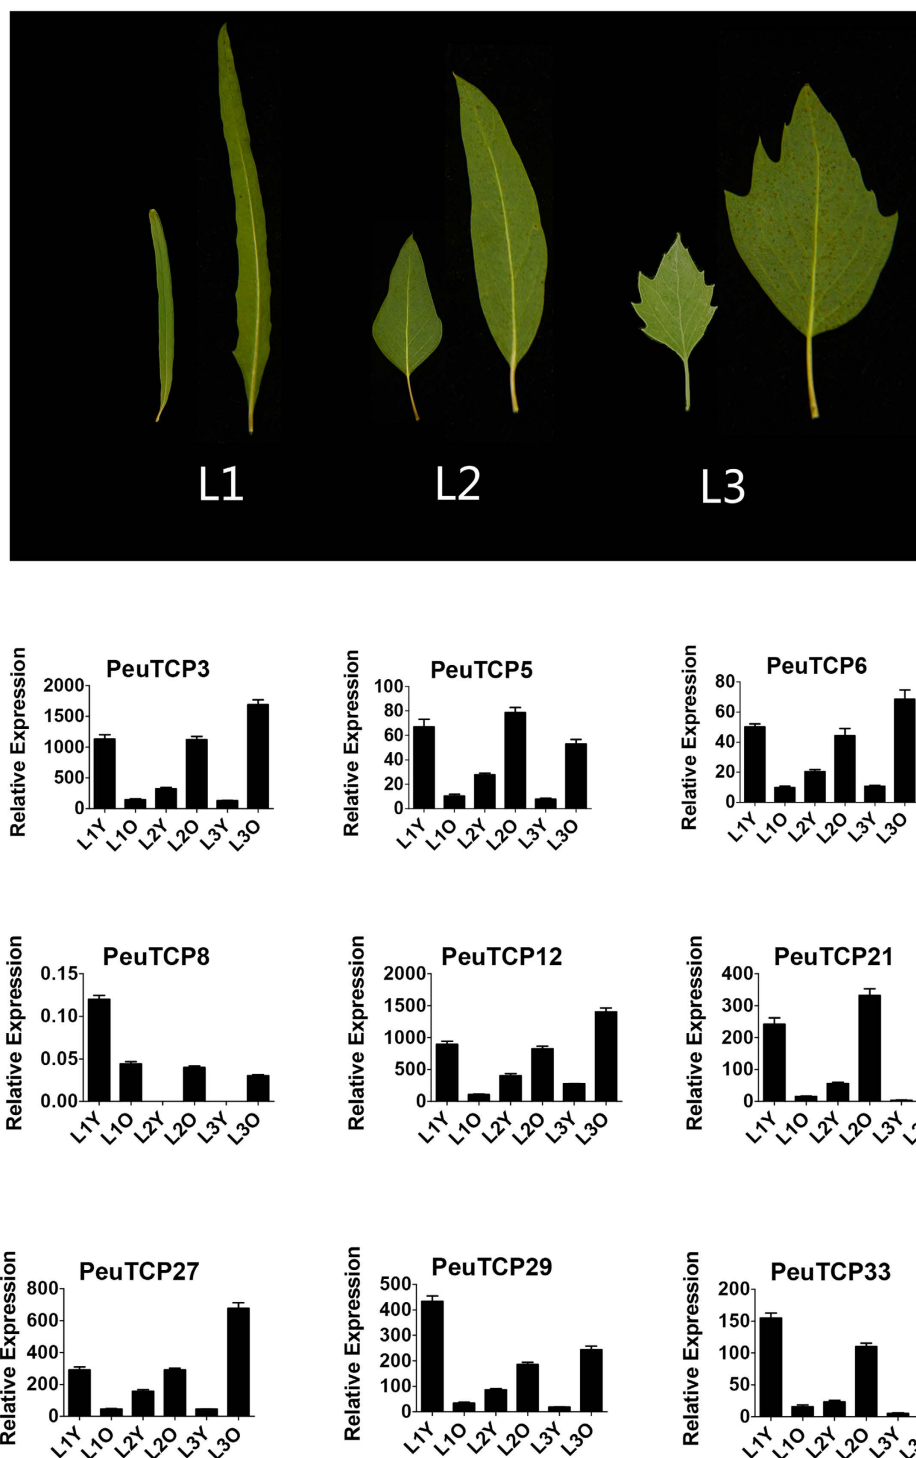 L1 L2 L3
PeuTCP3
Relative Expression
2000
1500
1000
500
0
L1Y L1O L2Y L2O L3Y L3O
PeuTCP5
Relative Expression
100
80
60
40
20
0
L1Y L1O L2Y L2O L3Y L3O
PeuTCP6
Relative Expression
80
60
40
20
0
L1Y L1O L2Y L2O L3Y L3O
PeuTCP8
Relative Expression
0.15
0.10
0.05
0.00
L1Y L1O L2Y L2O L3Y L3O
PeuTCP12
Relative Expression
2000
1500
1000
500
0
L1Y L1O L2Y L2O L3Y L3O
PeuTCP21
Relative Expression
400
300
200
100
0
L1Y L1O L2Y L2O L3Y
PeuTCP27
Relative Expression
800
600
400
200
0
L1Y L1O L2Y L2O L3Y L3O
PeuTCP29
Relative Expression
500
400
300
200
100
0
L1Y L1O L2Y L2O L3Y L3O
PeuTCP33
Relative Expression
200
150
100
50
0
L1Y L1O L2Y L2O L3Y